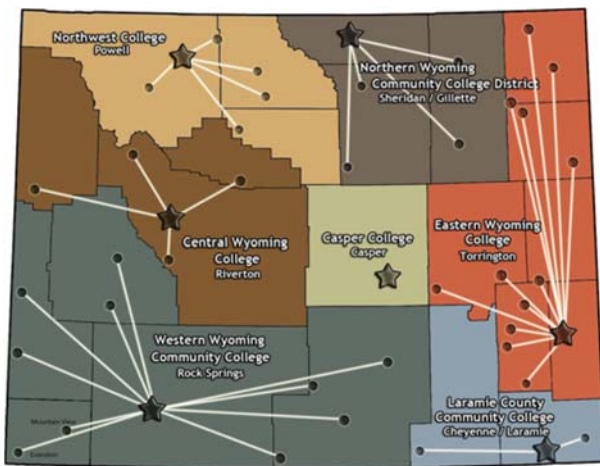 Northwest College
Powell
Northern Wyoming
Community College District
Sheridan / Gillette
Central Wyoming
College
Riverton
Casper College
Casper
Eastern Wyoming
College
Torrington
Western Wyoming
Community College
Rock Springs
Laramie County
Community College
Cheyenne / Laramie
Mountain View
Evanston